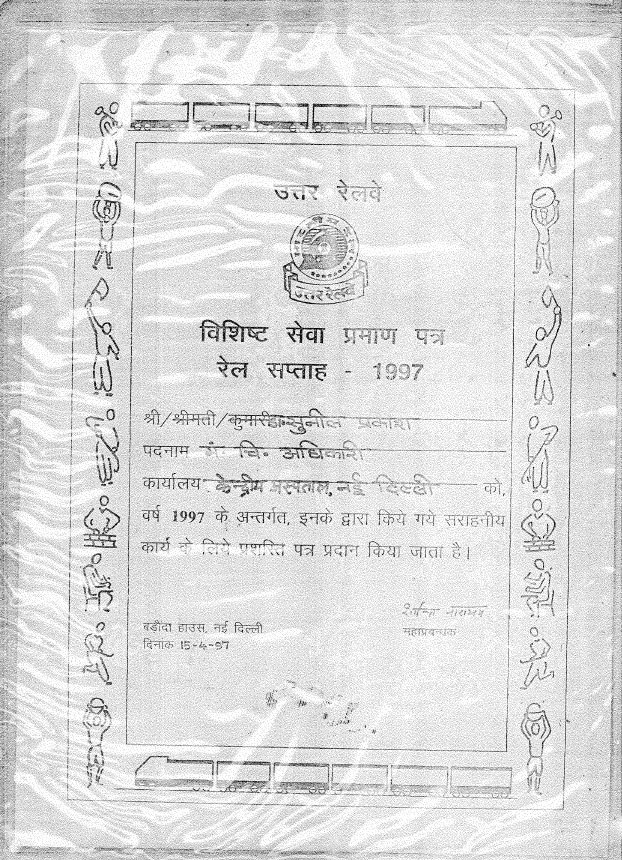 उत्तर रेलवे
उत्तर रेलवे
विशिष्ट सेवा प्रमाण पत्र
रेल सप्ताह - 1997
श्री/श्रीमती/कुमारी डा॰ सुनील प्रकाश
पदनाम मं॰ चि॰ अधिकारी
कार्यालय केन्द्रीय अस्पताल, नई दिल्ली को,
वर्ष 1997 के अन्तर्गत, इनके द्वारा किये गये सराहनीय
कार्य के लिये प्रशस्ति पत्र प्रदान किया जाता है।
महाप्रबन्धक
बड़ौदा हाउस, नई दिल्ली
दिनांक 15-4-97